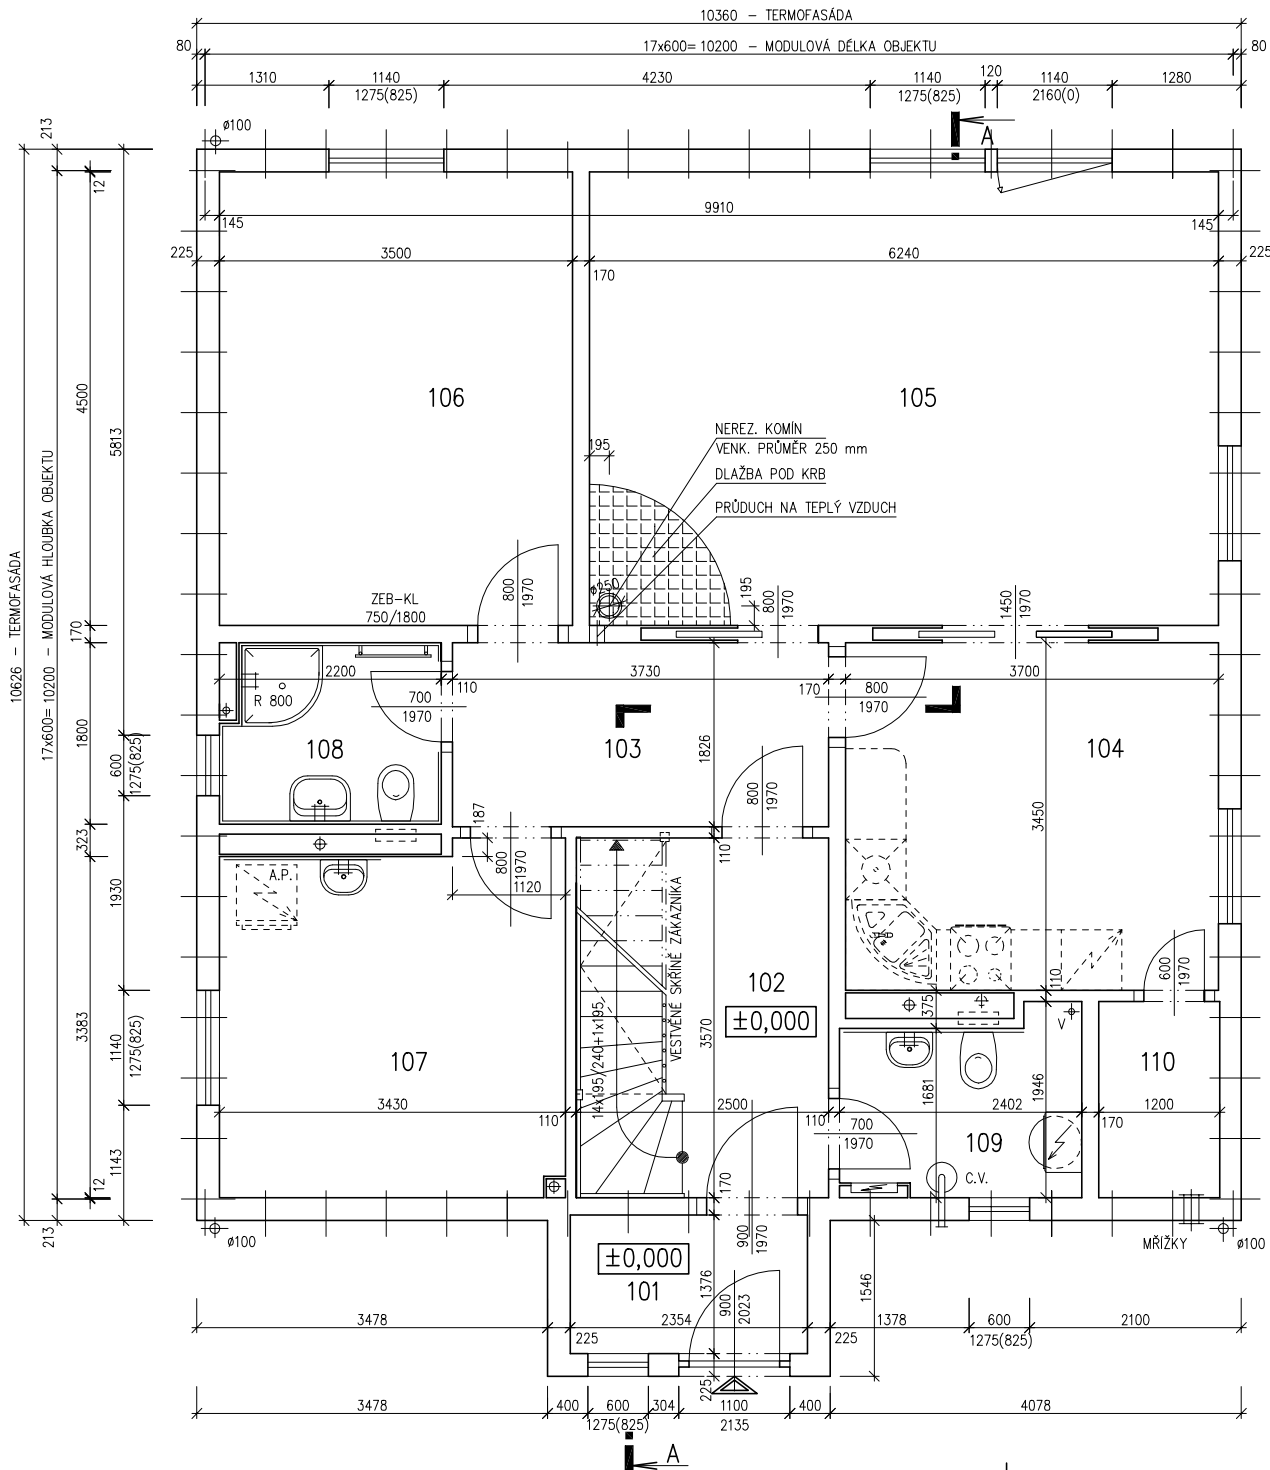 10360 – TERMOFASÁDA
80 17x600= 10200 – MODULOVÁ DÉLKA OBJEKTU 80
1310 1140 4230 1140 120 1140 1280
1275(825) 1275(825) 2160(0)
213 ø100 A
12
9910
145 145
225 3500 6240 225
170
106 105
4500 5813
195
NEREZ. KOMÍN
VENK. PRŮMĚR 250 mm
DLAŽBA POD KRB
PRŮDUCH NA TEPLÝ VZDUCH
10626 – TERMOFASÁDA
17x600= 10200 – MODULOVÁ HLOUBKA OBJEKTU
ø250
195
ZEB-KL
750/1800
800
1970
800
1970
1450
1970
170
2200 110 3730 170 800 3700
1970
R 800
700
1970
108 103 104
1800
600
1275(825)
1826
800
1970
3450
187
323
110
A.P.
800
1970
1120
1930
VESTVĚNÉ SKŘÍNĚ ZÁKAZNÍKA
14x195/240+1x195
102
±0,000
3570
375
110
600
1970
V
3383
1140
1275(825)
107
110
1681
1946
3430 110 2500 110 2402 170 1200
700
1970
109
C.V.
1143
12
170
213
ø100
900
1970
MŘÍŽKY
ø100
±0,000
101
1376
900
2023
1546
3478 2354 1378 600 2100
225 225 1275(825)
225
3478 400 600 304 1100 400 4078
1275(825) 2135
A